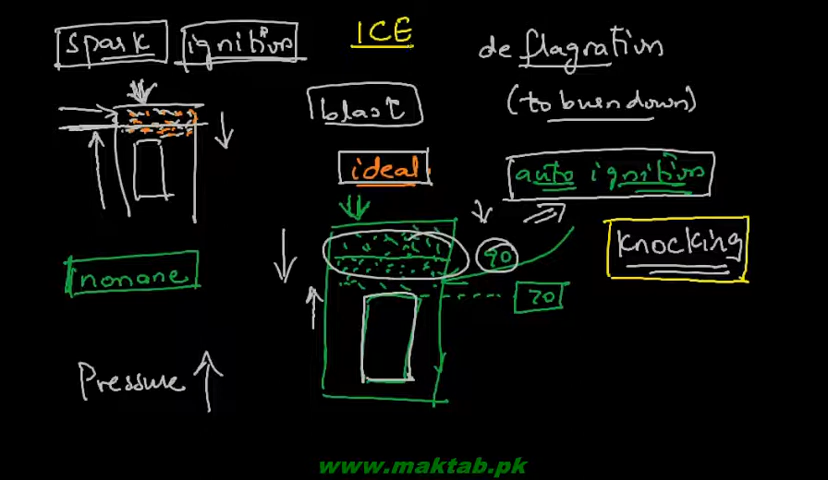 ICE
spark ignition
deflagration
blast
(to burn down)
ideal
auto ignition
knocking
90
nonane
70
Pressure
www.maktab.pk